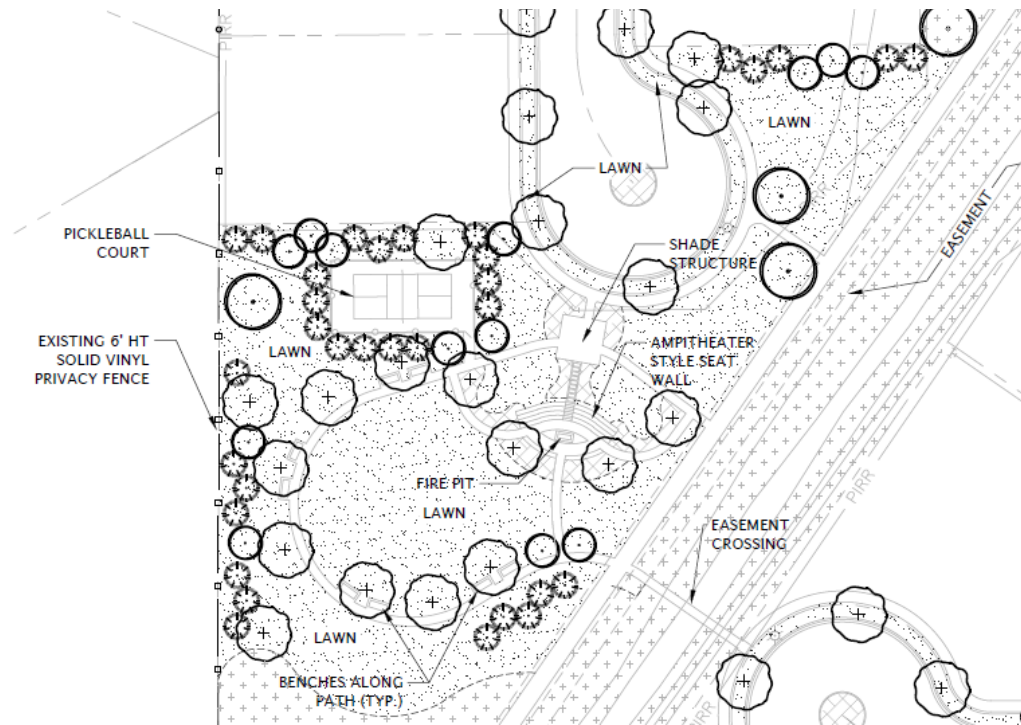 PIRR
LAWN
LAWN
PIRR
EASEMENT
PICKLEBALL
COURT
SHADE
STRUCTURE
EXISTING 6' HT
SOLID VINYL
PRIVACY FENCE
LAWN
AMPITHEATER
STYLE SEAT
WALL
FIRE PIT
LAWN
PIRR
EASEMENT
CROSSING
LAWN
BENCHES ALONG
PATH (TYP.)
PIRR